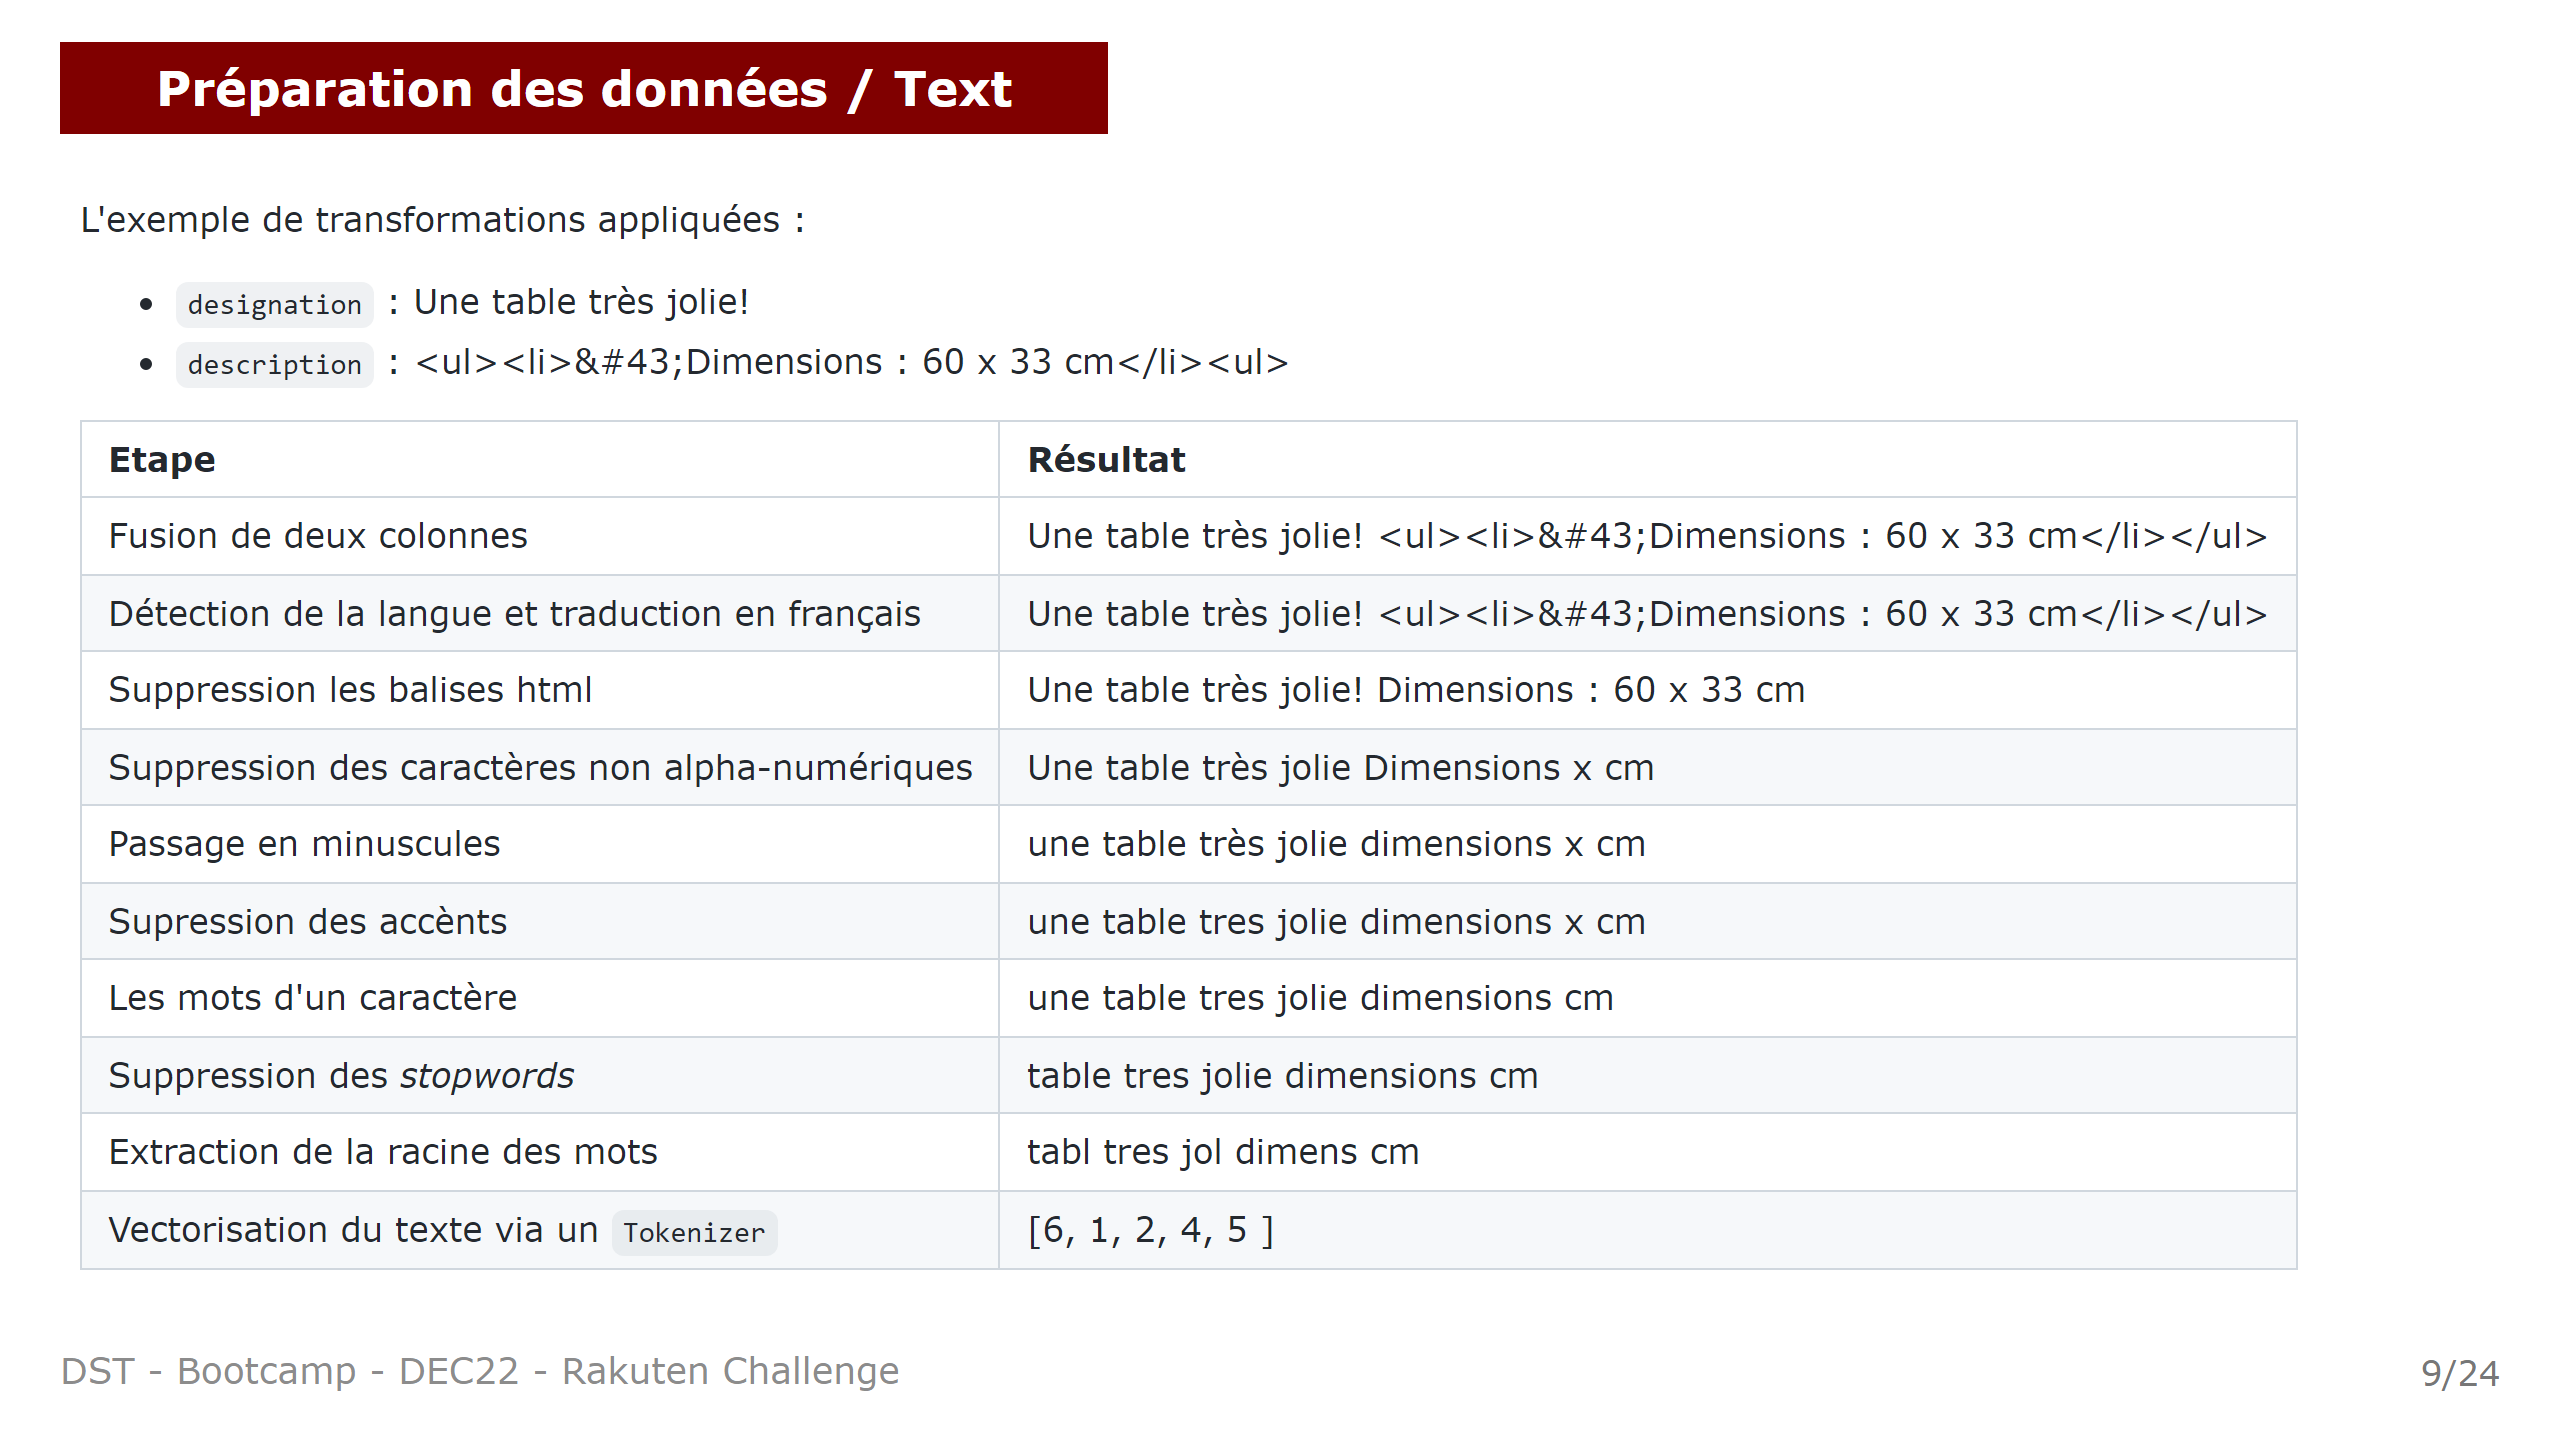 Préparation des données / Text
L'exemple de transformations appliquées :
• designation : Une table très jolie!
• description : <ul><li>&#43;Dimensions : 60 x 33 cm</li><ul>
Etape Résultat
Fusion de deux colonnes Une table très jolie! <ul><li>&#43;Dimensions : 60 x 33 cm</li></ul>
Détection de la langue et traduction en français Une table très jolie! <ul><li>&#43;Dimensions : 60 x 33 cm</li></ul>
Suppression les balises html Une table très jolie! Dimensions : 60 x 33 cm
Suppression des caractères non alpha-numériques Une table très jolie Dimensions x cm
Passage en minuscules une table très jolie dimensions x cm
Supression des accènts une table tres jolie dimensions x cm
Les mots d'un caractère une table tres jolie dimensions cm
Suppression des stopwords table tres jolie dimensions cm
Extraction de la racine des mots tabl tres jol dimens cm
Vectorisation du texte via un Tokenizer [6, 1, 2, 4, 5 ]
DST - Bootcamp - DEC22 - Rakuten Challenge 9/24